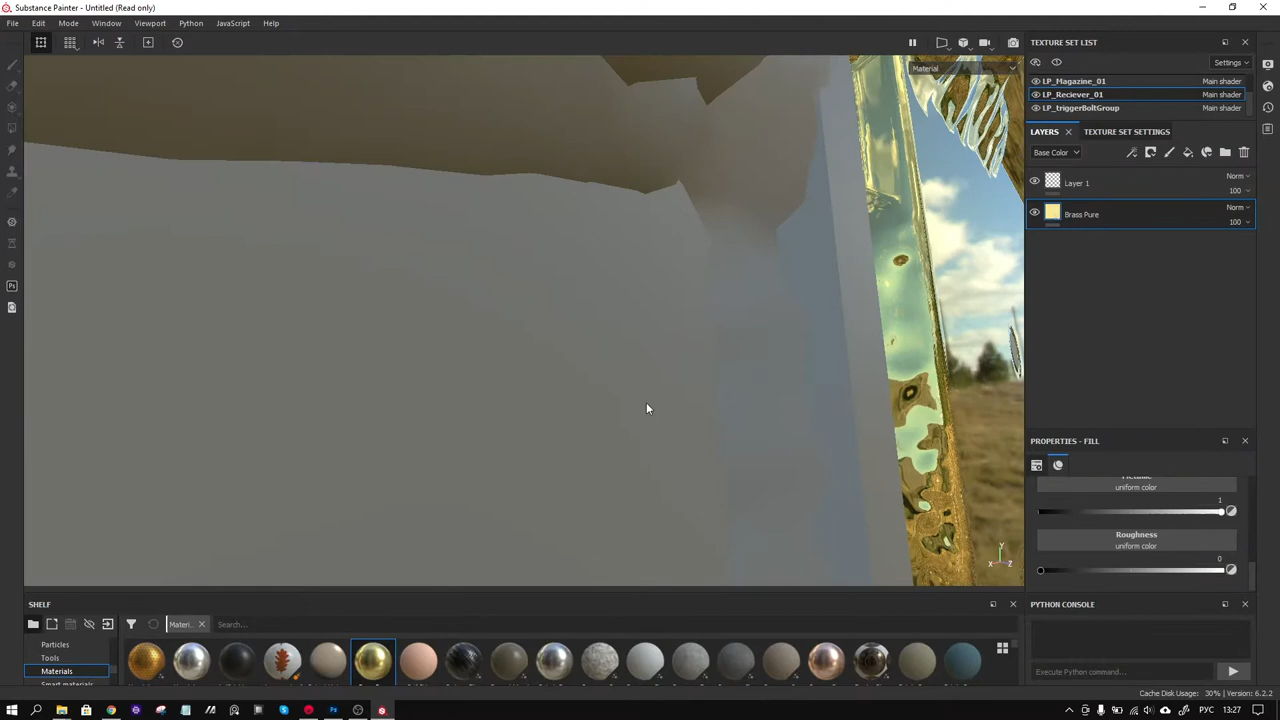 Substance Painter - Untitled (Read only)
File Edit Mode Window Viewport Python JavaScript Help
TEXTURE SET LIST
Settings
Material
LP_Magazine_01 Main shader
LP_Reciever_01 Main shader
LP_triggerBoltGroup Main shader
LAYERS TEXTURE SET SETTINGS
Base Color
Layer 1 Norm
100
Brass Pure Norm
100
PROPERTIES - FILL
uniform color
1
Roughness
uniform color
0
Y
X Z
SHELF
PYTHON CONSOLE
Materi...
Search...
Particles
Tools
Materials
Smart materials
Execute Python command...
Cache Disk Usage: 30% | Version: 6.2.2
РУС 13:27